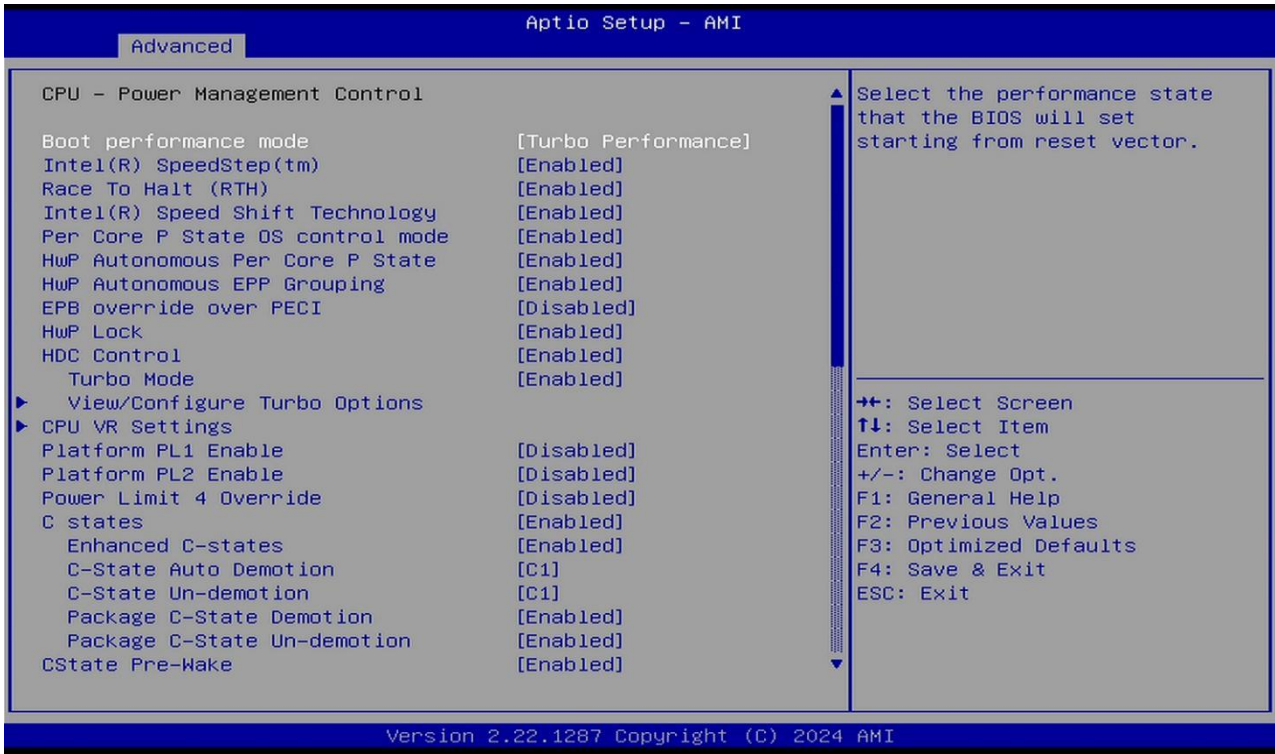 Aptio Setup – AMI
Advanced
CPU – Power Management Control
Boot performance mode [Turbo Performance]
Intel(R) SpeedStep(tm) [Enabled]
Race To Halt (RTH) [Enabled]
Intel(R) Speed Shift Technology [Enabled]
Per Core P State OS control mode [Enabled]
HwP Autonomous Per Core P State [Enabled]
HwP Autonomous EPP Grouping [Enabled]
EPB override over PECI [Disabled]
HwP Lock [Enabled]
HDC Control [Enabled]
Turbo Mode [Enabled]
▶ View/Configure Turbo Options
▶ CPU VR Settings
Platform PL1 Enable [Disabled]
Platform PL2 Enable [Disabled]
Power Limit 4 Override [Disabled]
C states [Enabled]
Enhanced C-states [Enabled]
C-State Auto Demotion [C1]
C-State Un-demotion [C1]
Package C-State Demotion [Enabled]
Package C-State Un-demotion [Enabled]
CState Pre-Wake [Enabled]
Select the performance state
that the BIOS will set
starting from reset vector.
→←: Select Screen
↑↓: Select Item
Enter: Select
+/-: Change Opt.
F1: General Help
F2: Previous Values
F3: Optimized Defaults
F4: Save & Exit
ESC: Exit
Version 2.22.1287 Copyright (C) 2024 AMI